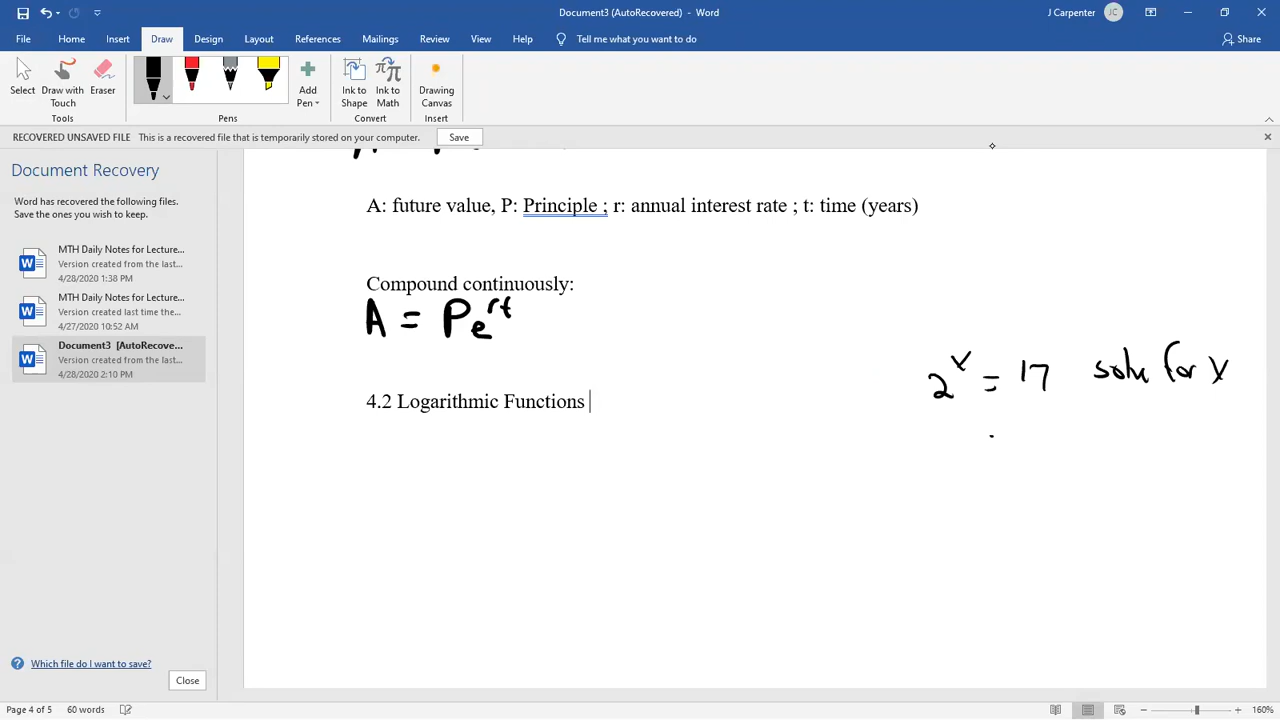 Document3 (AutoRecovered) - Word
J Carpenter JC
File Home Insert Draw Design Layout References Mailings Review View Help Tell me what you want to do Share
Select Draw with Touch Eraser Add Pen Ink to Shape Ink to Math Drawing Canvas
Tools Pens Convert Insert
RECOVERED UNSAVED FILE This is a recovered file that is temporarily stored on your computer. Save
Document Recovery
Word has recovered the following files.
Save the ones you wish to keep.
MTH Daily Notes for Lecture...
Version created from the last...
4/28/2020 1:38 PM
MTH Daily Notes for Lecture...
Version created last time the...
4/27/2020 10:52 AM
Document3 [AutoRecove...
Version created from the last...
4/28/2020 2:10 PM
Which file do I want to save?
Close
A: future value, P: Principle ; r: annual interest rate ; t: time (years)
Compound continuously:
A = Pe^rt
2^x = 17 solve for x
4.2 Logarithmic Functions
Page 4 of 5 60 words 160%